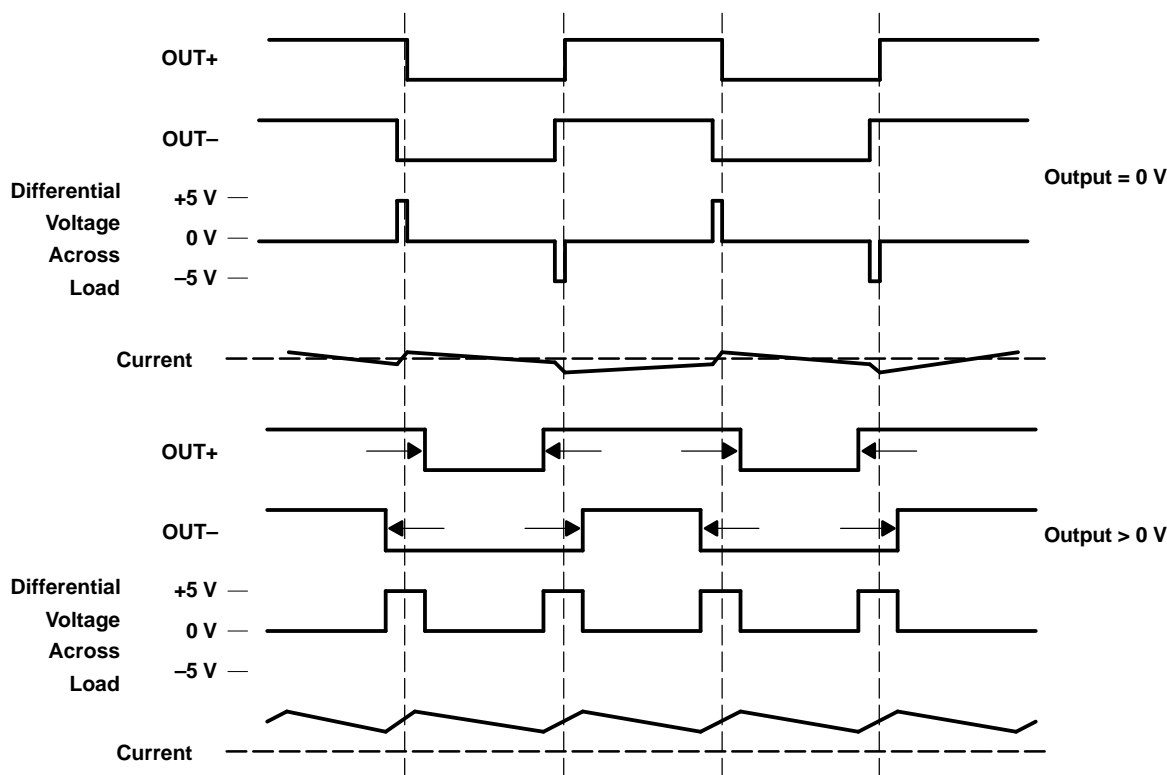 OUT+
OUT–
Output = 0 V
Differential
Voltage
Across
Load
+5 V
0 V
–5 V
Current
OUT+
OUT–
Output > 0 V
Differential
Voltage
Across
Load
+5 V
0 V
–5 V
Current